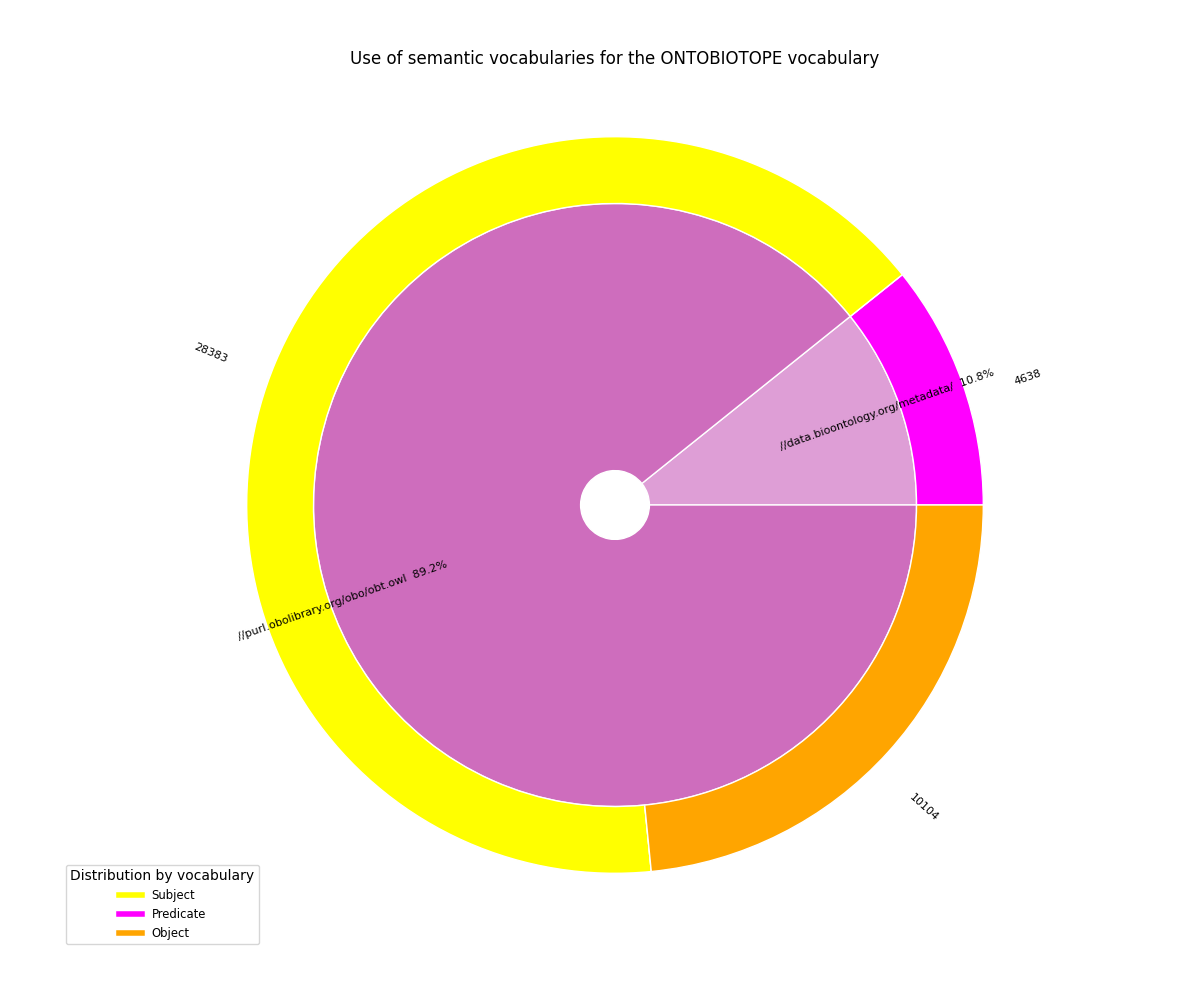 Use of semantic vocabularies for the ONTOBIOTOPE vocabulary
28383
4638
//data.bioontology.org/metadata/ 10.8%
//purl.obolibrary.org/obo/obt.owl 89.2%
10104
Distribution by vocabulary
Subject
Predicate
Object